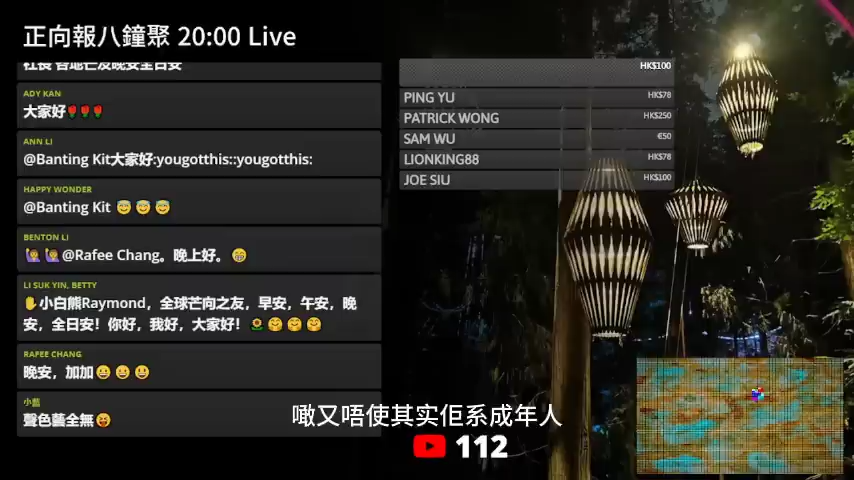 正向報八鐘聚 20:00 Live
ADY KAN
大家好🌹🌹🌹
ANN LI
@Banting Kit大家好:yougotthis::yougotthis:
HAPPY WONDER
@Banting Kit 😇 😇 😇
BENTON LI
🙋🏽‍♀️ 🙋🏽‍♀️@Rafee Chang。晚上好。😁
LI SUK YIN, BETTY
✋小白熊Raymond，全球芒向之友，早安，午安，晚
安，全日安！你好，我好，大家好！ 🌻🤗🤗🤗
RAFEE CHANG
晚安，加加😀 😀 😀
小藍
聲色藝全無😝
HK$100
PING YU HK$78
PATRICK WONG HK$250
SAM WU €50
LIONKING88 HK$78
JOE SIU HK$100
噉又唔使其实佢系成年人
112